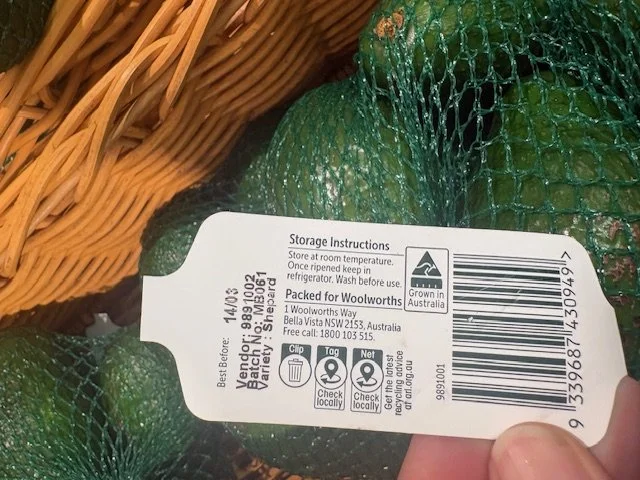 Storage Instructions
Store at room temperature.
Once ripened keep in
refrigerator. Wash before use.
Packed for Woolworths
1 Woolworths Way
Bella Vista NSW 2153, Australia
Free call: 1800 103 515.
Grown in
Australia
Clip
Tag
Check
locally
Net
Check
locally
Get the latest
recycling advice
at arl.org.au
Best Before:
14/03
Vendor: 9891002
Batch No: MB061
Variety : Shepard
9891001
9 339687 430949 >